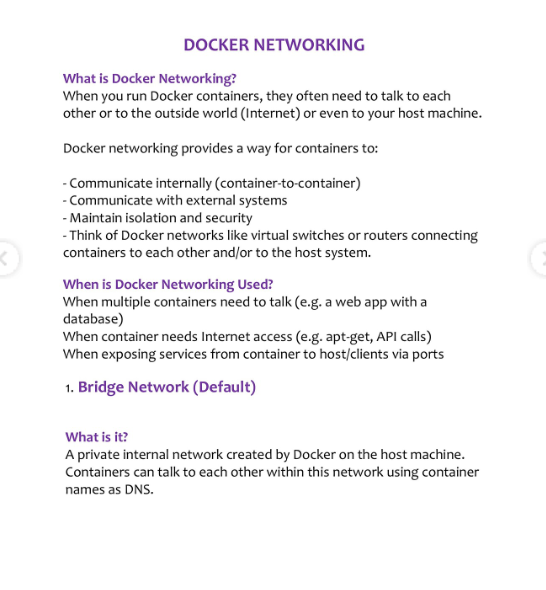 DOCKER NETWORKING
What is Docker Networking?
When you run Docker containers, they often need to talk to each
other or to the outside world (Internet) or even to your host machine.
Docker networking provides a way for containers to:
- Communicate internally (container-to-container)
- Communicate with external systems
- Maintain isolation and security
- Think of Docker networks like virtual switches or routers connecting
containers to each other and/or to the host system.
When is Docker Networking Used?
When multiple containers need to talk (e.g. a web app with a
database)
When container needs Internet access (e.g. apt-get, API calls)
When exposing services from container to host/clients via ports
1. Bridge Network (Default)
What is it?
A private internal network created by Docker on the host machine.
Containers can talk to each other within this network using container
names as DNS.